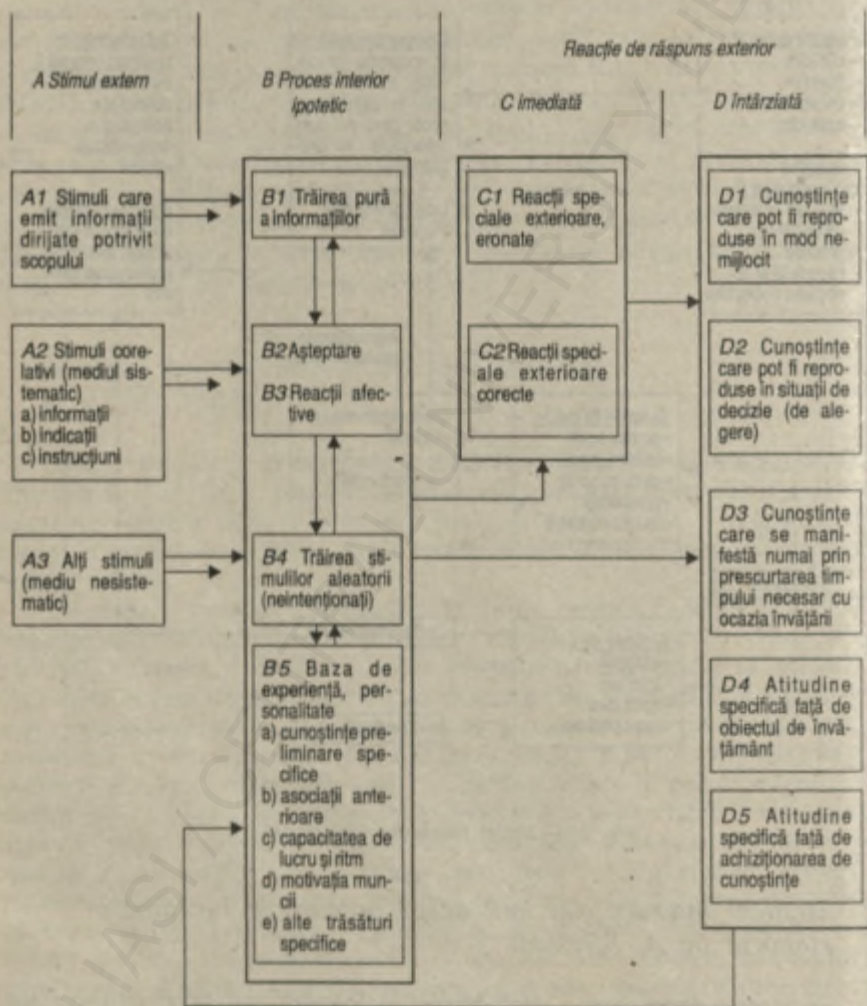 Reacție de răspuns exterior
A Stimul extern
B Proces interior
ipotetic
C imediată
D întârziată
A1 Stimuli care
emit informații
dirijate potrivit
scopului
A2 Stimuli core-
lativi (mediul sis-
tematic)
a) informații
b) indicații
c) instrucțiuni
A3 Alți stimuli
(mediu nesiste-
matic)
B1 Trăirea pură
a informațiilor
B2 Așteptare
B3 Reacții afec-
tive
B4 Trăirea sti-
mulilor aleatorii
(neintenționați)
B5 Baza de
experiență, per-
sonalitate
a) cunoștințe pre-
liminare spe-
cifice
b) asociații ante-
rioare
c) capacitatea de
lucru și ritm
d) motivația mun-
cii
e) alte trăsături
specifice
C1 Reacții spe-
ciale exterioare,
eronate
C2 Reacții speci-
ale exterioare
corecte
D1 Cunoștințe
care pot fi repro-
duse în mod ne-
mijlocit
D2 Cunoștințe
care pot fi repro-
duse în situații de
decizie (de ale-
gere)
D3 Cunoștințe
care se mani-
festă numai prin
prescurtarea tim-
pului necesar cu
ocazia învățării
D4 Atitudine
specifică față de
obiectul de învă-
țământ
D5 Atitudine
specifică față de
achiziționarea de
cunoștințe